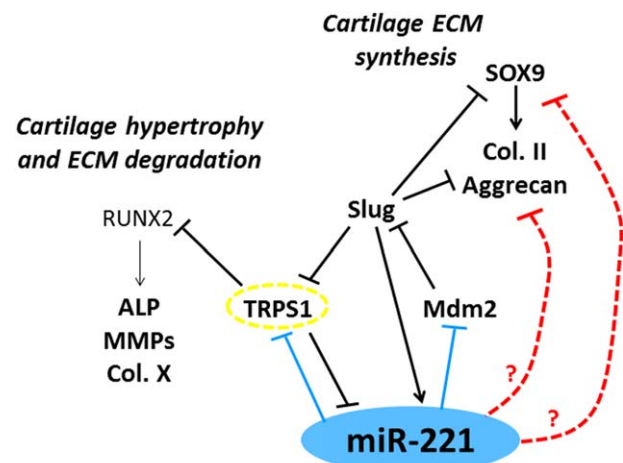 Cartilage ECM
synthesis
SOX9
Cartilage hypertrophy
and ECM degradation
Col. II
Aggrecan
RUNX2
Slug
ALP
MMPs
Col. X
TRPS1
Mdm2
?
?
miR-221